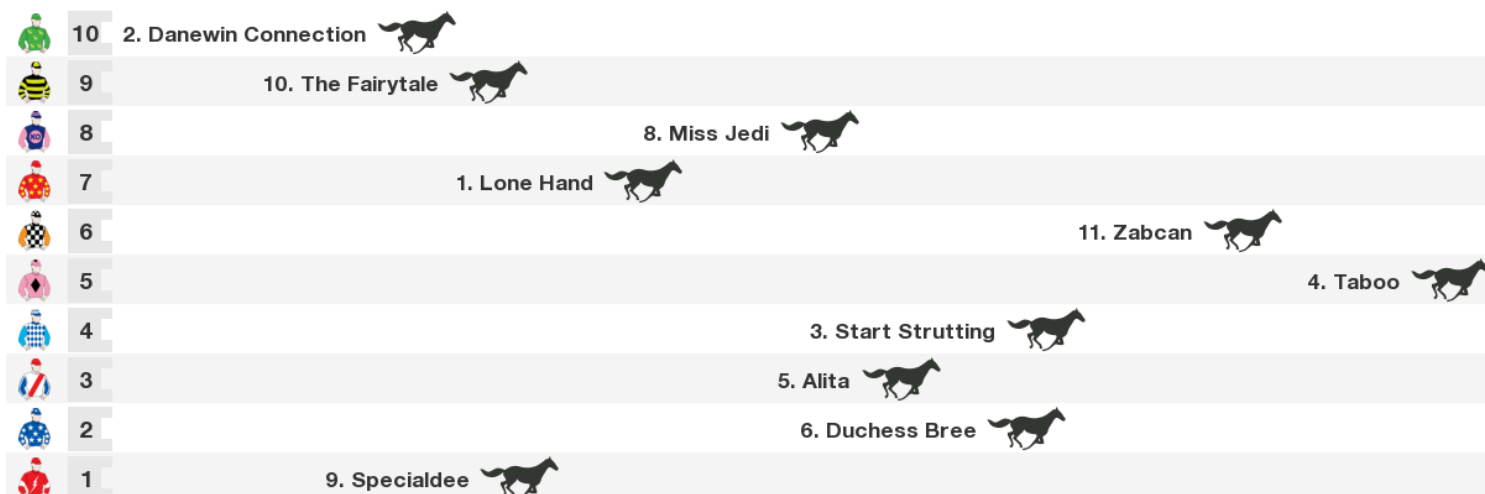 10 2. Danewin Connection
9 10. The Fairytale
8 8. Miss Jedi
7 1. Lone Hand
6 11. Zabcan
5 4. Taboo
4 3. Start Strutting
3 5. Alita
2 6. Duchess Bree
1 9. Specialdee